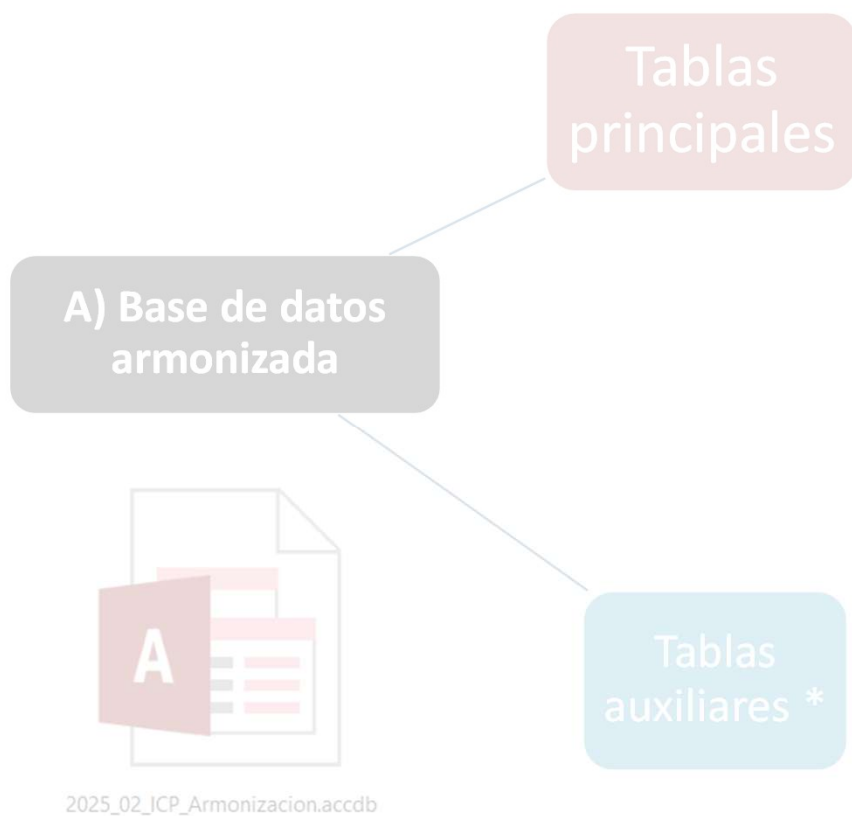 Tablas
principales
A) Base de datos
armonizada
A
Tablas
auxiliares *
2025_02_ICP_Armonizacion.accdb